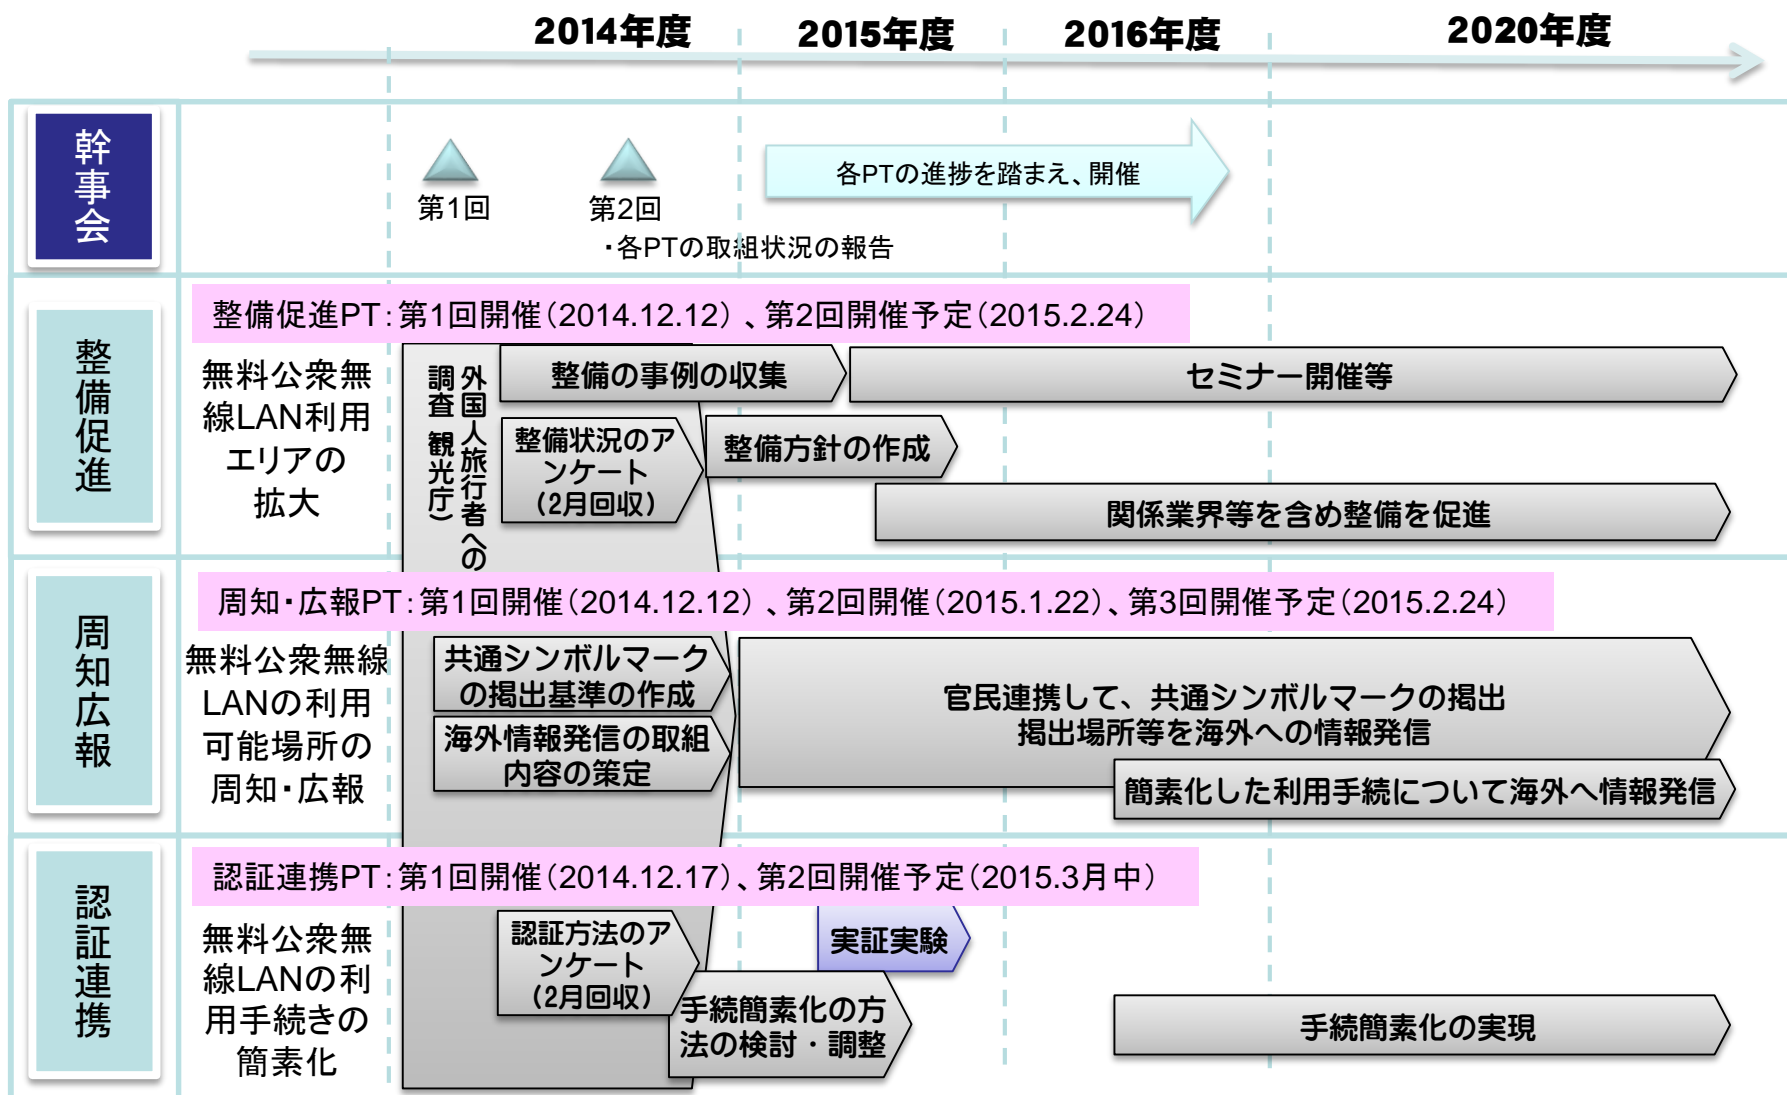 2014年度
2015年度
2016年度
2020年度
幹事会
第1回
第2回
・各PTの取組状況の報告
各PTの進捗を踏まえ、開催
整備促進
整備促進PT：第1回開催（2014.12.12）、第2回開催予定（2015.2.24）
無料公衆無
線LAN利用
エリアの
拡大
外国人旅行者への
調査（観光庁）
整備の事例の収集
セミナー開催等
整備状況のア
ンケート
（2月回収）
整備方針の作成
関係業界等を含め整備を促進
周知広報
周知・広報PT：第1回開催（2014.12.12）、第2回開催（2015.1.22）、第3回開催予定（2015.2.24）
無料公衆無線
LANの利用
可能場所の
周知・広報
共通シンボルマーク
の掲出基準の作成
海外情報発信の取組
内容の策定
官民連携して、共通シンボルマークの掲出
掲出場所等を海外への情報発信
簡素化した利用手続について海外へ情報発信
認証連携
認証連携PT：第1回開催（2014.12.17）、第2回開催予定（2015.3月中）
無料公衆無
線LANの利
用手続きの
簡素化
認証方法のア
ンケート
（2月回収）
実証実験
手続簡素化の方
法の検討・調整
手続簡素化の実現